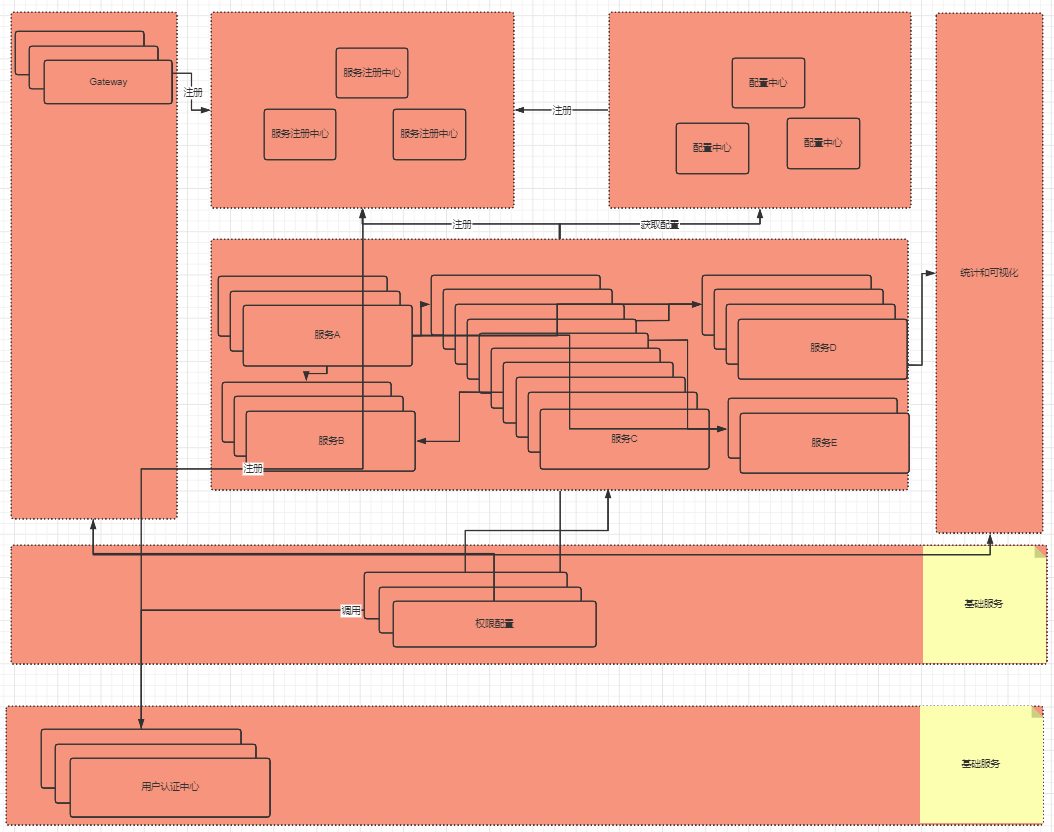 Gateway
注册
服务注册中心
服务注册中心
服务注册中心
注册
配置中心
配置中心
配置中心
统计和可视化
注册
获取配置
服务A
服务D
服务B
服务C
服务E
注册
调用
权限配置
基础服务
用户认证中心
基础服务